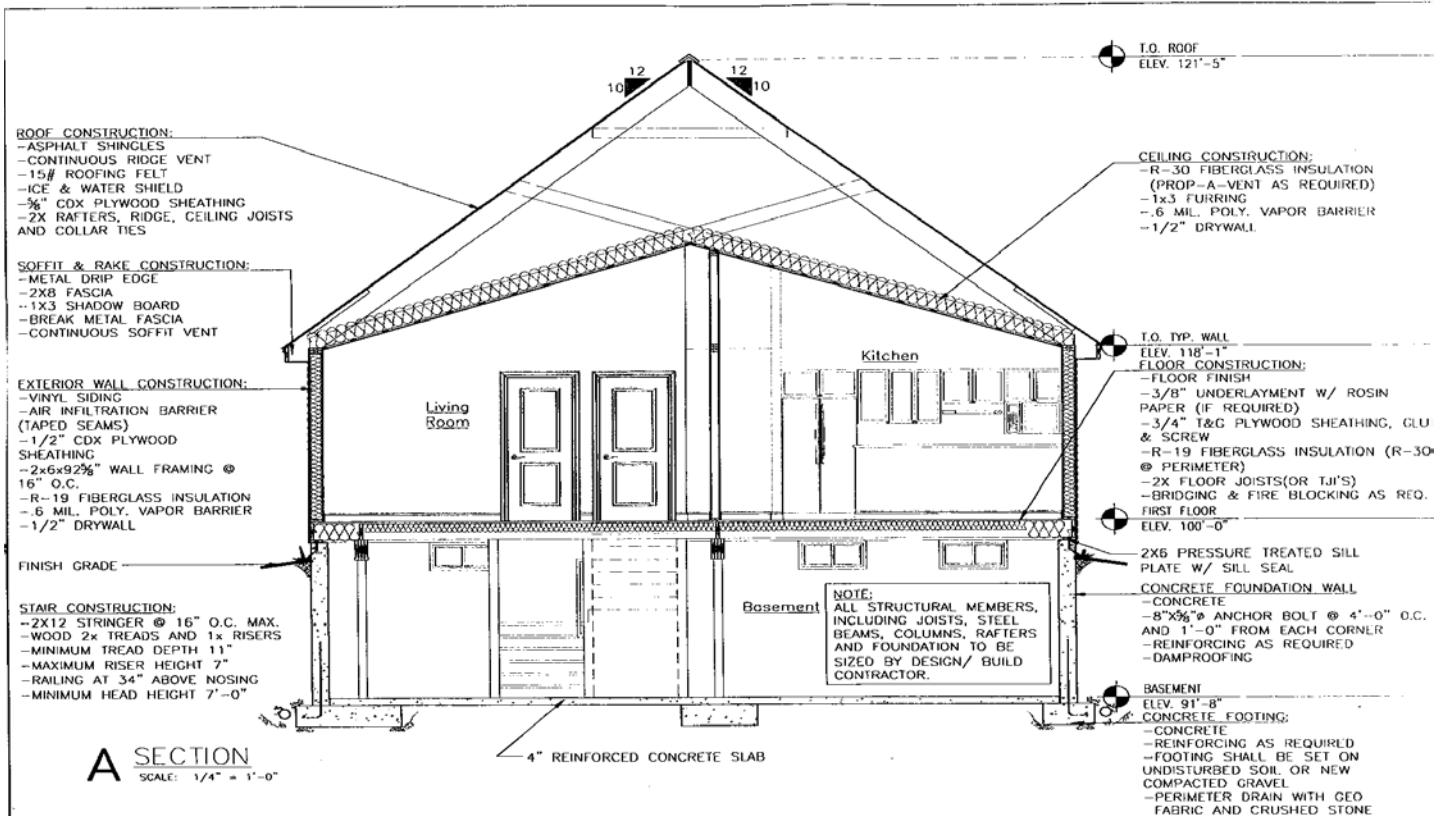 T.O. ROOF
ELEV. 121'-5"
12
10
12
10
ROOF CONSTRUCTION:
-ASPHALT SHINGLES
-CONTINUOUS RIDGE VENT
-15# ROOFING FELT
-ICE & WATER SHIELD
-⅝" CDX PLYWOOD SHEATHING
-2X RAFTERS, RIDGE, CEILING JOISTS
AND COLLAR TIES
SOFFIT & RAKE CONSTRUCTION:
-METAL DRIP EDGE
-2X8 FASCIA
-1X3 SHADOW BOARD
-BREAK METAL FASCIA
-CONTINUOUS SOFFIT VENT
EXTERIOR WALL CONSTRUCTION:
-VINYL SIDING
-AIR INFILTRATION BARRIER
(TAPED SEAMS)
-1/2" CDX PLYWOOD
SHEATHING
-2x6x92⅝" WALL FRAMING @
16" O.C.
-R-19 FIBERGLASS INSULATION
-.6 MIL. POLY. VAPOR BARRIER
-1/2" DRYWALL
FINISH GRADE
STAIR CONSTRUCTION:
-2X12 STRINGER @ 16" O.C. MAX.
-WOOD 2x TREADS AND 1x RISERS
-MINIMUM TREAD DEPTH 11"
-MAXIMUM RISER HEIGHT 7"
-RAILING AT 34" ABOVE NOSING
-MINIMUM HEAD HEIGHT 7'-0"
Living
Room
Kitchen
Basement
NOTE:
ALL STRUCTURAL MEMBERS,
INCLUDING JOISTS, STEEL
BEAMS, COLUMNS, RAFTERS
AND FOUNDATION TO BE
SIZED BY DESIGN/ BUILD
CONTRACTOR.
CEILING CONSTRUCTION:
-R-30 FIBERGLASS INSULATION
(PROP-A-VENT AS REQUIRED)
-1x3 FURRING
-.6 MIL. POLY. VAPOR BARRIER
-1/2" DRYWALL
T.O. TYP. WALL
ELEV. 118'-1"
FLOOR CONSTRUCTION:
-FLOOR FINISH
-3/8" UNDERLAYMENT W/ ROSIN
PAPER (IF REQUIRED)
-3/4" T&G PLYWOOD SHEATHING, GLU
& SCREW
-R-19 FIBERGLASS INSULATION (R-30
@ PERIMETER)
-2X FLOOR JOISTS(OR TJI'S)
-BRIDGING & FIRE BLOCKING AS REQ.
FIRST FLOOR
ELEV. 100'-0"
2X6 PRESSURE TREATED SILL
PLATE W/ SILL SEAL
CONCRETE FOUNDATION WALL
-CONCRETE
-8"X⅝"ø ANCHOR BOLT @ 4'-0" O.C.
AND 1'-0" FROM EACH CORNER
-REINFORCING AS REQUIRED
-DAMPROOFING
BASEMENT
ELEV. 91'-8"
CONCRETE FOOTING:
-CONCRETE
-REINFORCING AS REQUIRED
-FOOTING SHALL BE SET ON
UNDISTURBED SOIL OR NEW
COMPACTED GRAVEL
-PERIMETER DRAIN WITH GEO
FABRIC AND CRUSHED STONE
4" REINFORCED CONCRETE SLAB
A SECTION
SCALE: 1/4" = 1'-0"